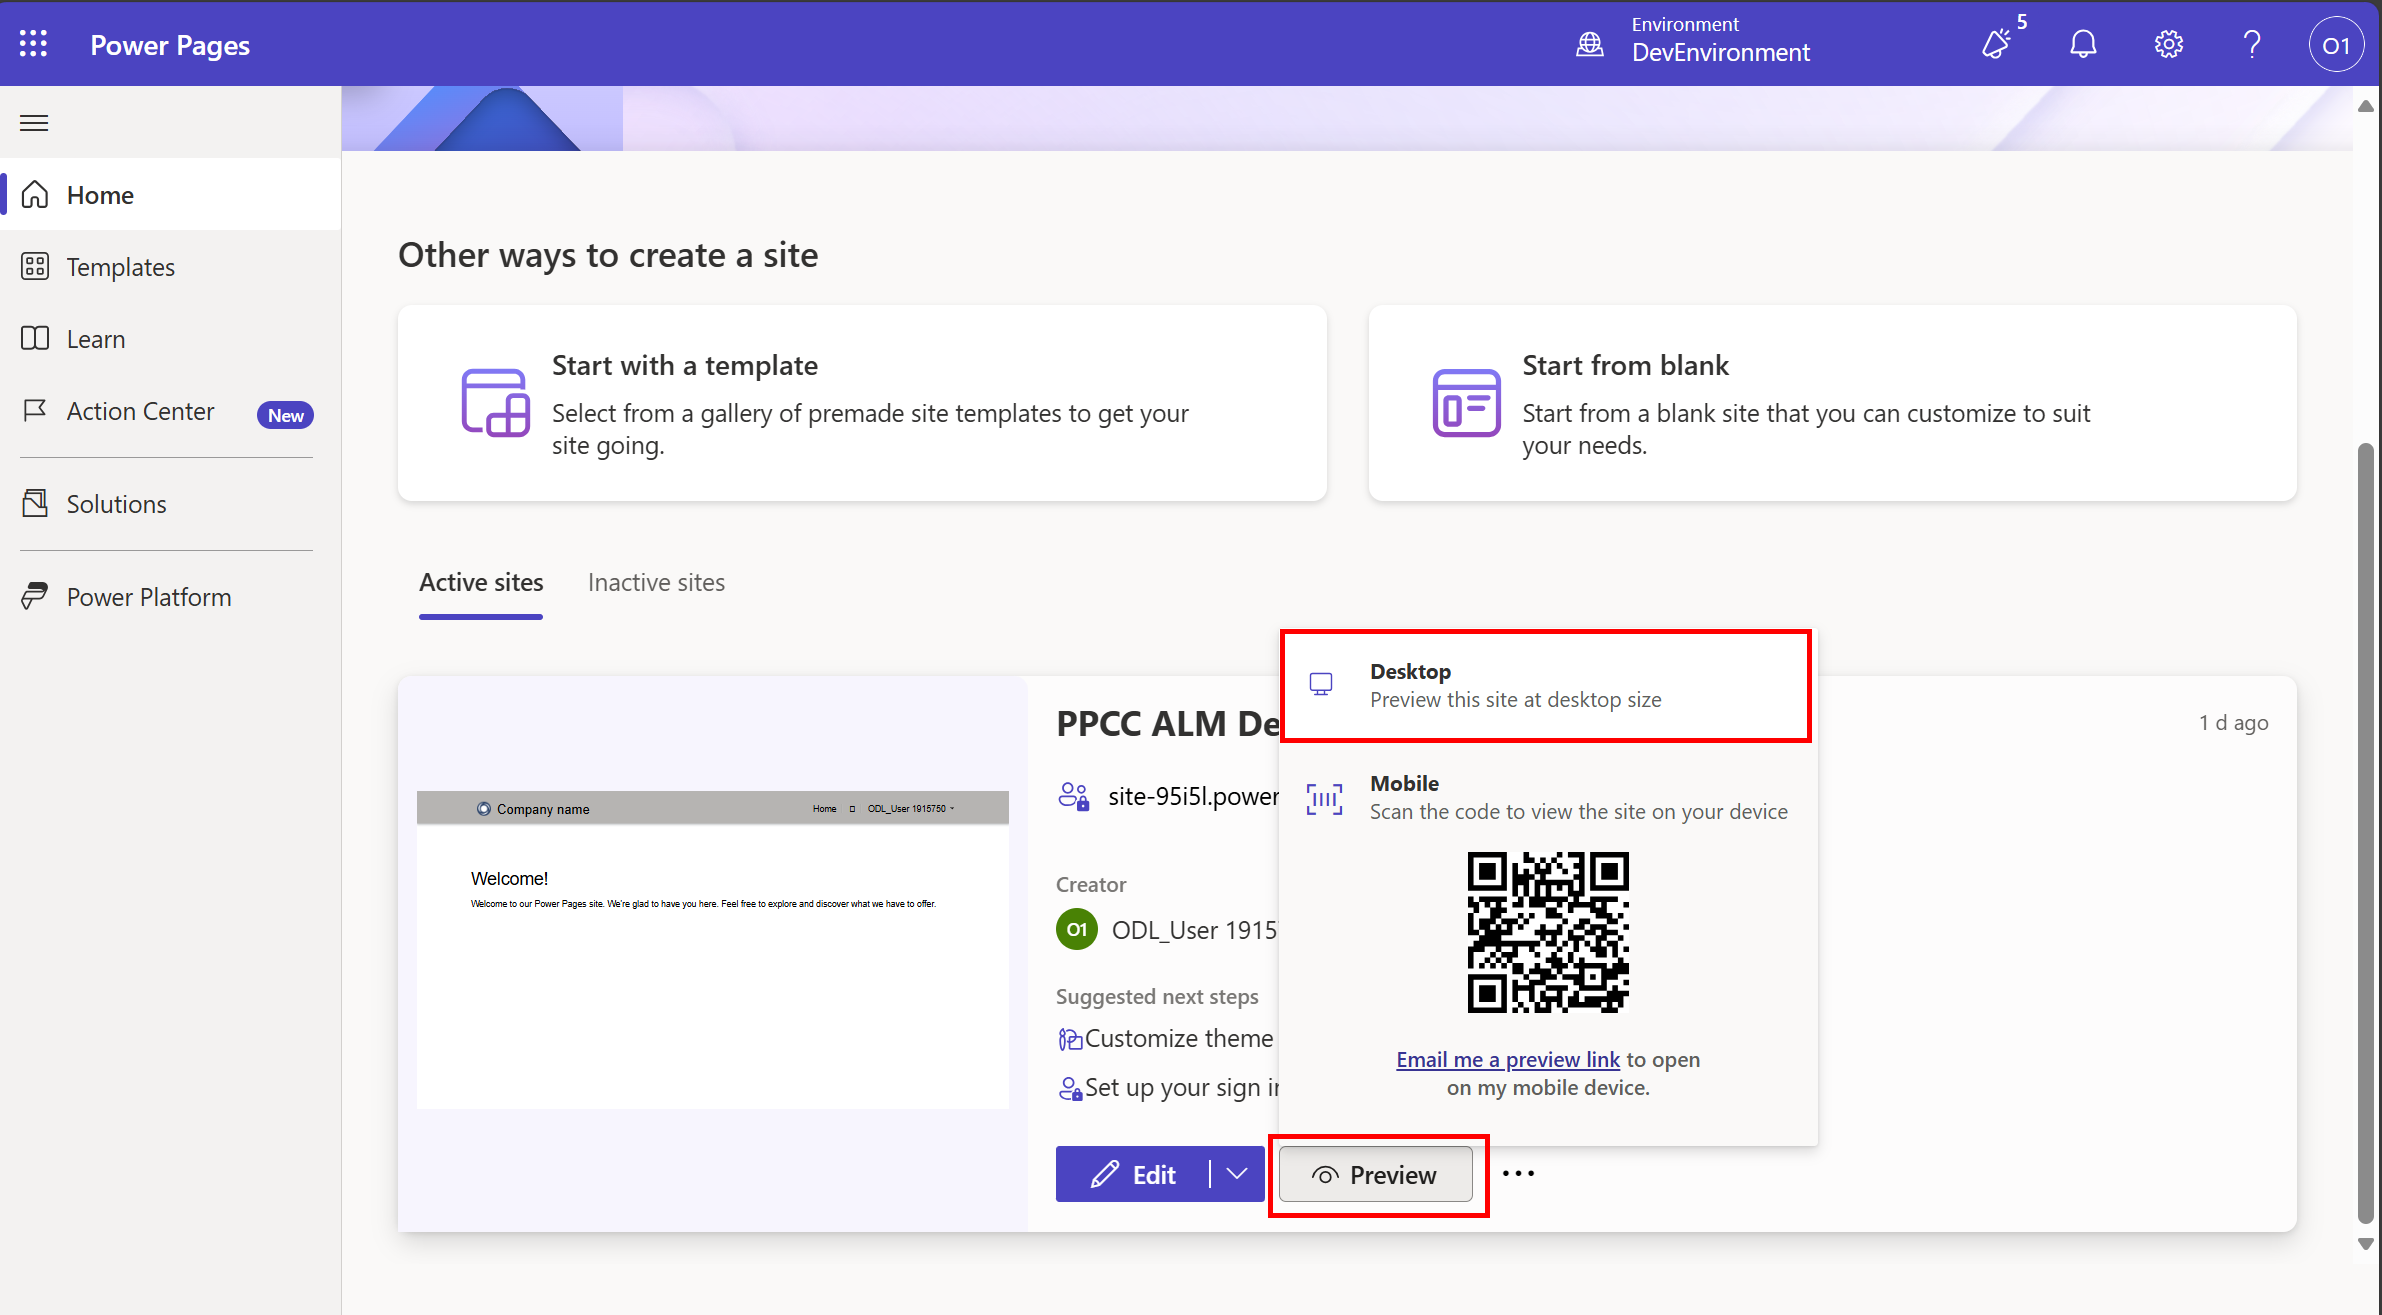 Power Pages
Environment
DevEnvironment
5
?
O1
Home
Templates
Learn
Action Center New
Solutions
Power Platform
Other ways to create a site
Start with a template
Select from a gallery of premade site templates to get your
site going.
Start from blank
Start from a blank site that you can customize to suit
your needs.
Active sites Inactive sites
Company name Home ODL_User 1915750
Welcome!
Welcome to our Power Pages site. We're glad to have you here. Feel free to explore and discover what we have to offer.
PPCC ALM De
1 d ago
site-95i5l.power
Creator
O1 ODL_User 1915
Suggested next steps
Customize theme
Set up your sign in
Edit
Preview
...
Desktop
Preview this site at desktop size
Mobile
Scan the code to view the site on your device
Email me a preview link to open
on my mobile device.